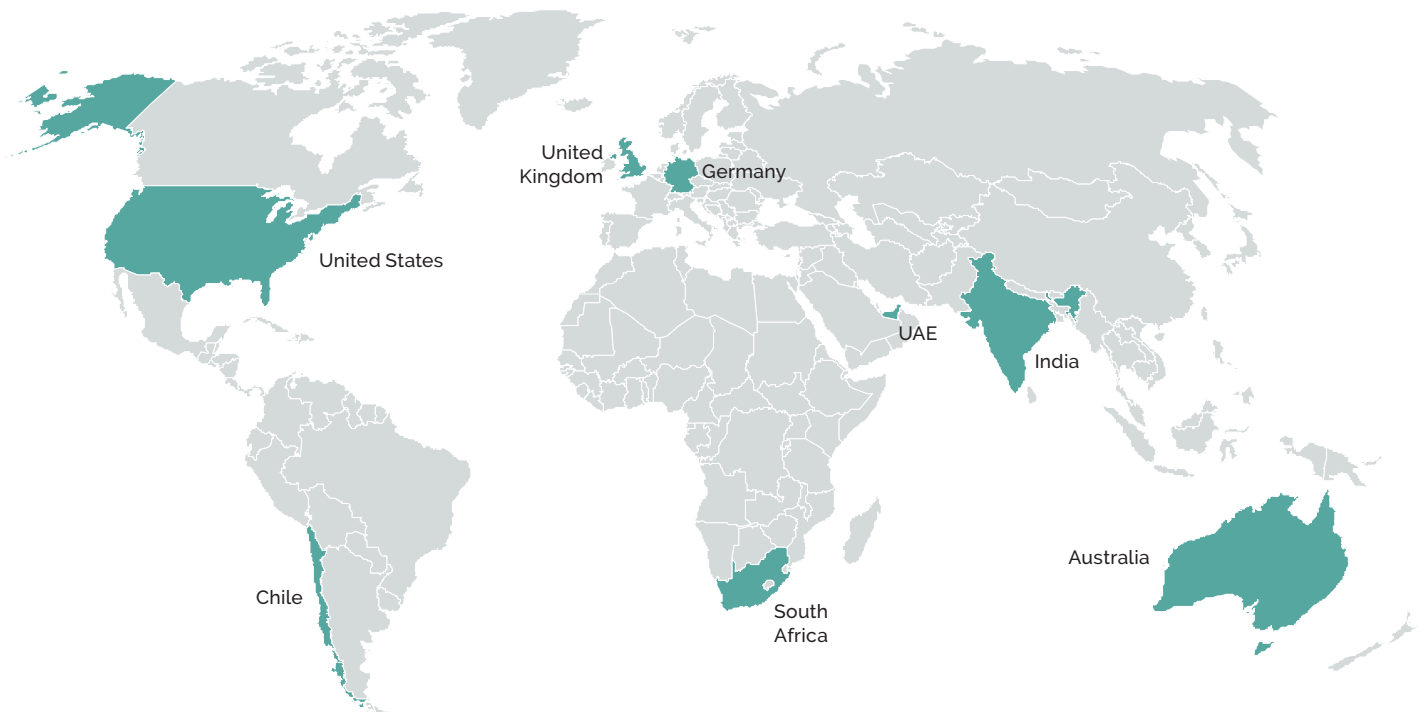 United
Kingdom
Germany
United States
UAE
India
Australia
Chile
South
Africa